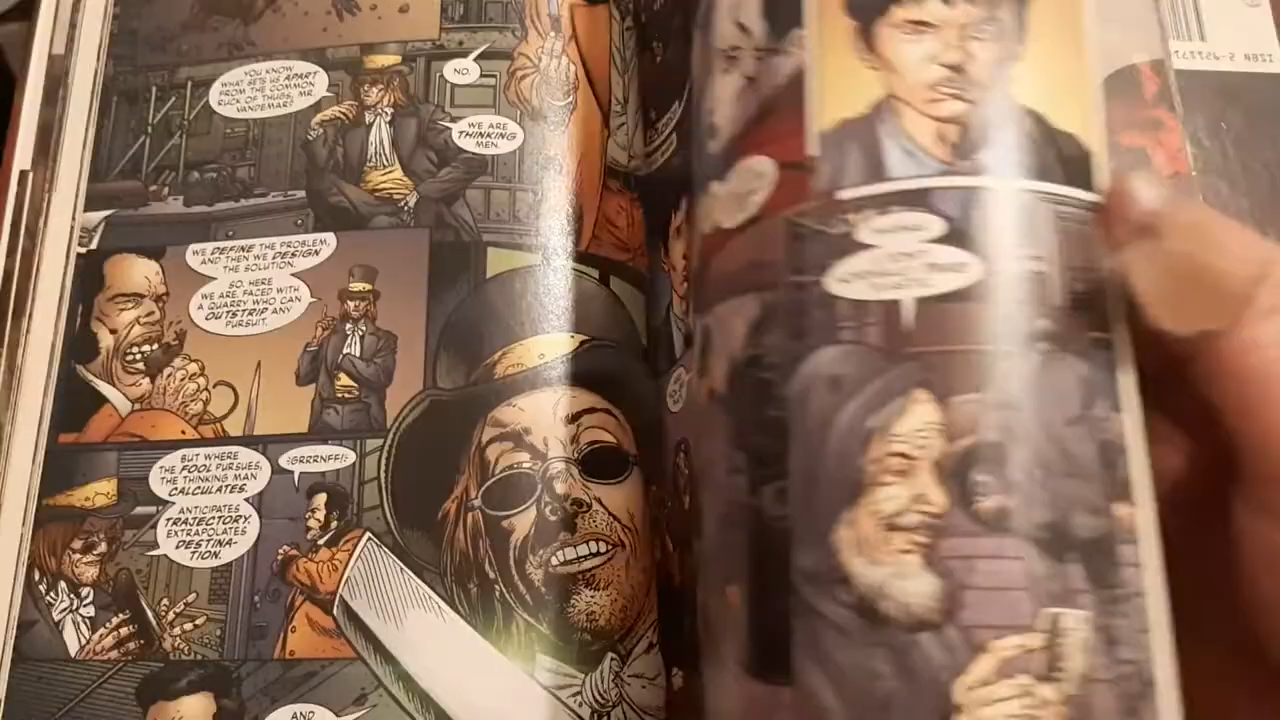 YOU KNOW
WHAT SETS US APART
FROM THE COMMON
RUCK OF THUGS, MR.
VANDEMAR?
NO.
WE ARE
THINKING
MEN.
WE DEFINE THE PROBLEM,
AND THEN WE DESIGN
THE SOLUTION.
SO. HERE
WE ARE. FACED WITH
A QUARRY WHO CAN
OUTSTRIP ANY
PURSUIT.
BUT WHERE
THE FOOL PURSUES,
THE THINKING MAN
CALCULATES.
ANTICIPATES
TRAJECTORY.
EXTRAPOLATES
DESTINA-
TION.
:GRRRNFF!:
AND
ISBN